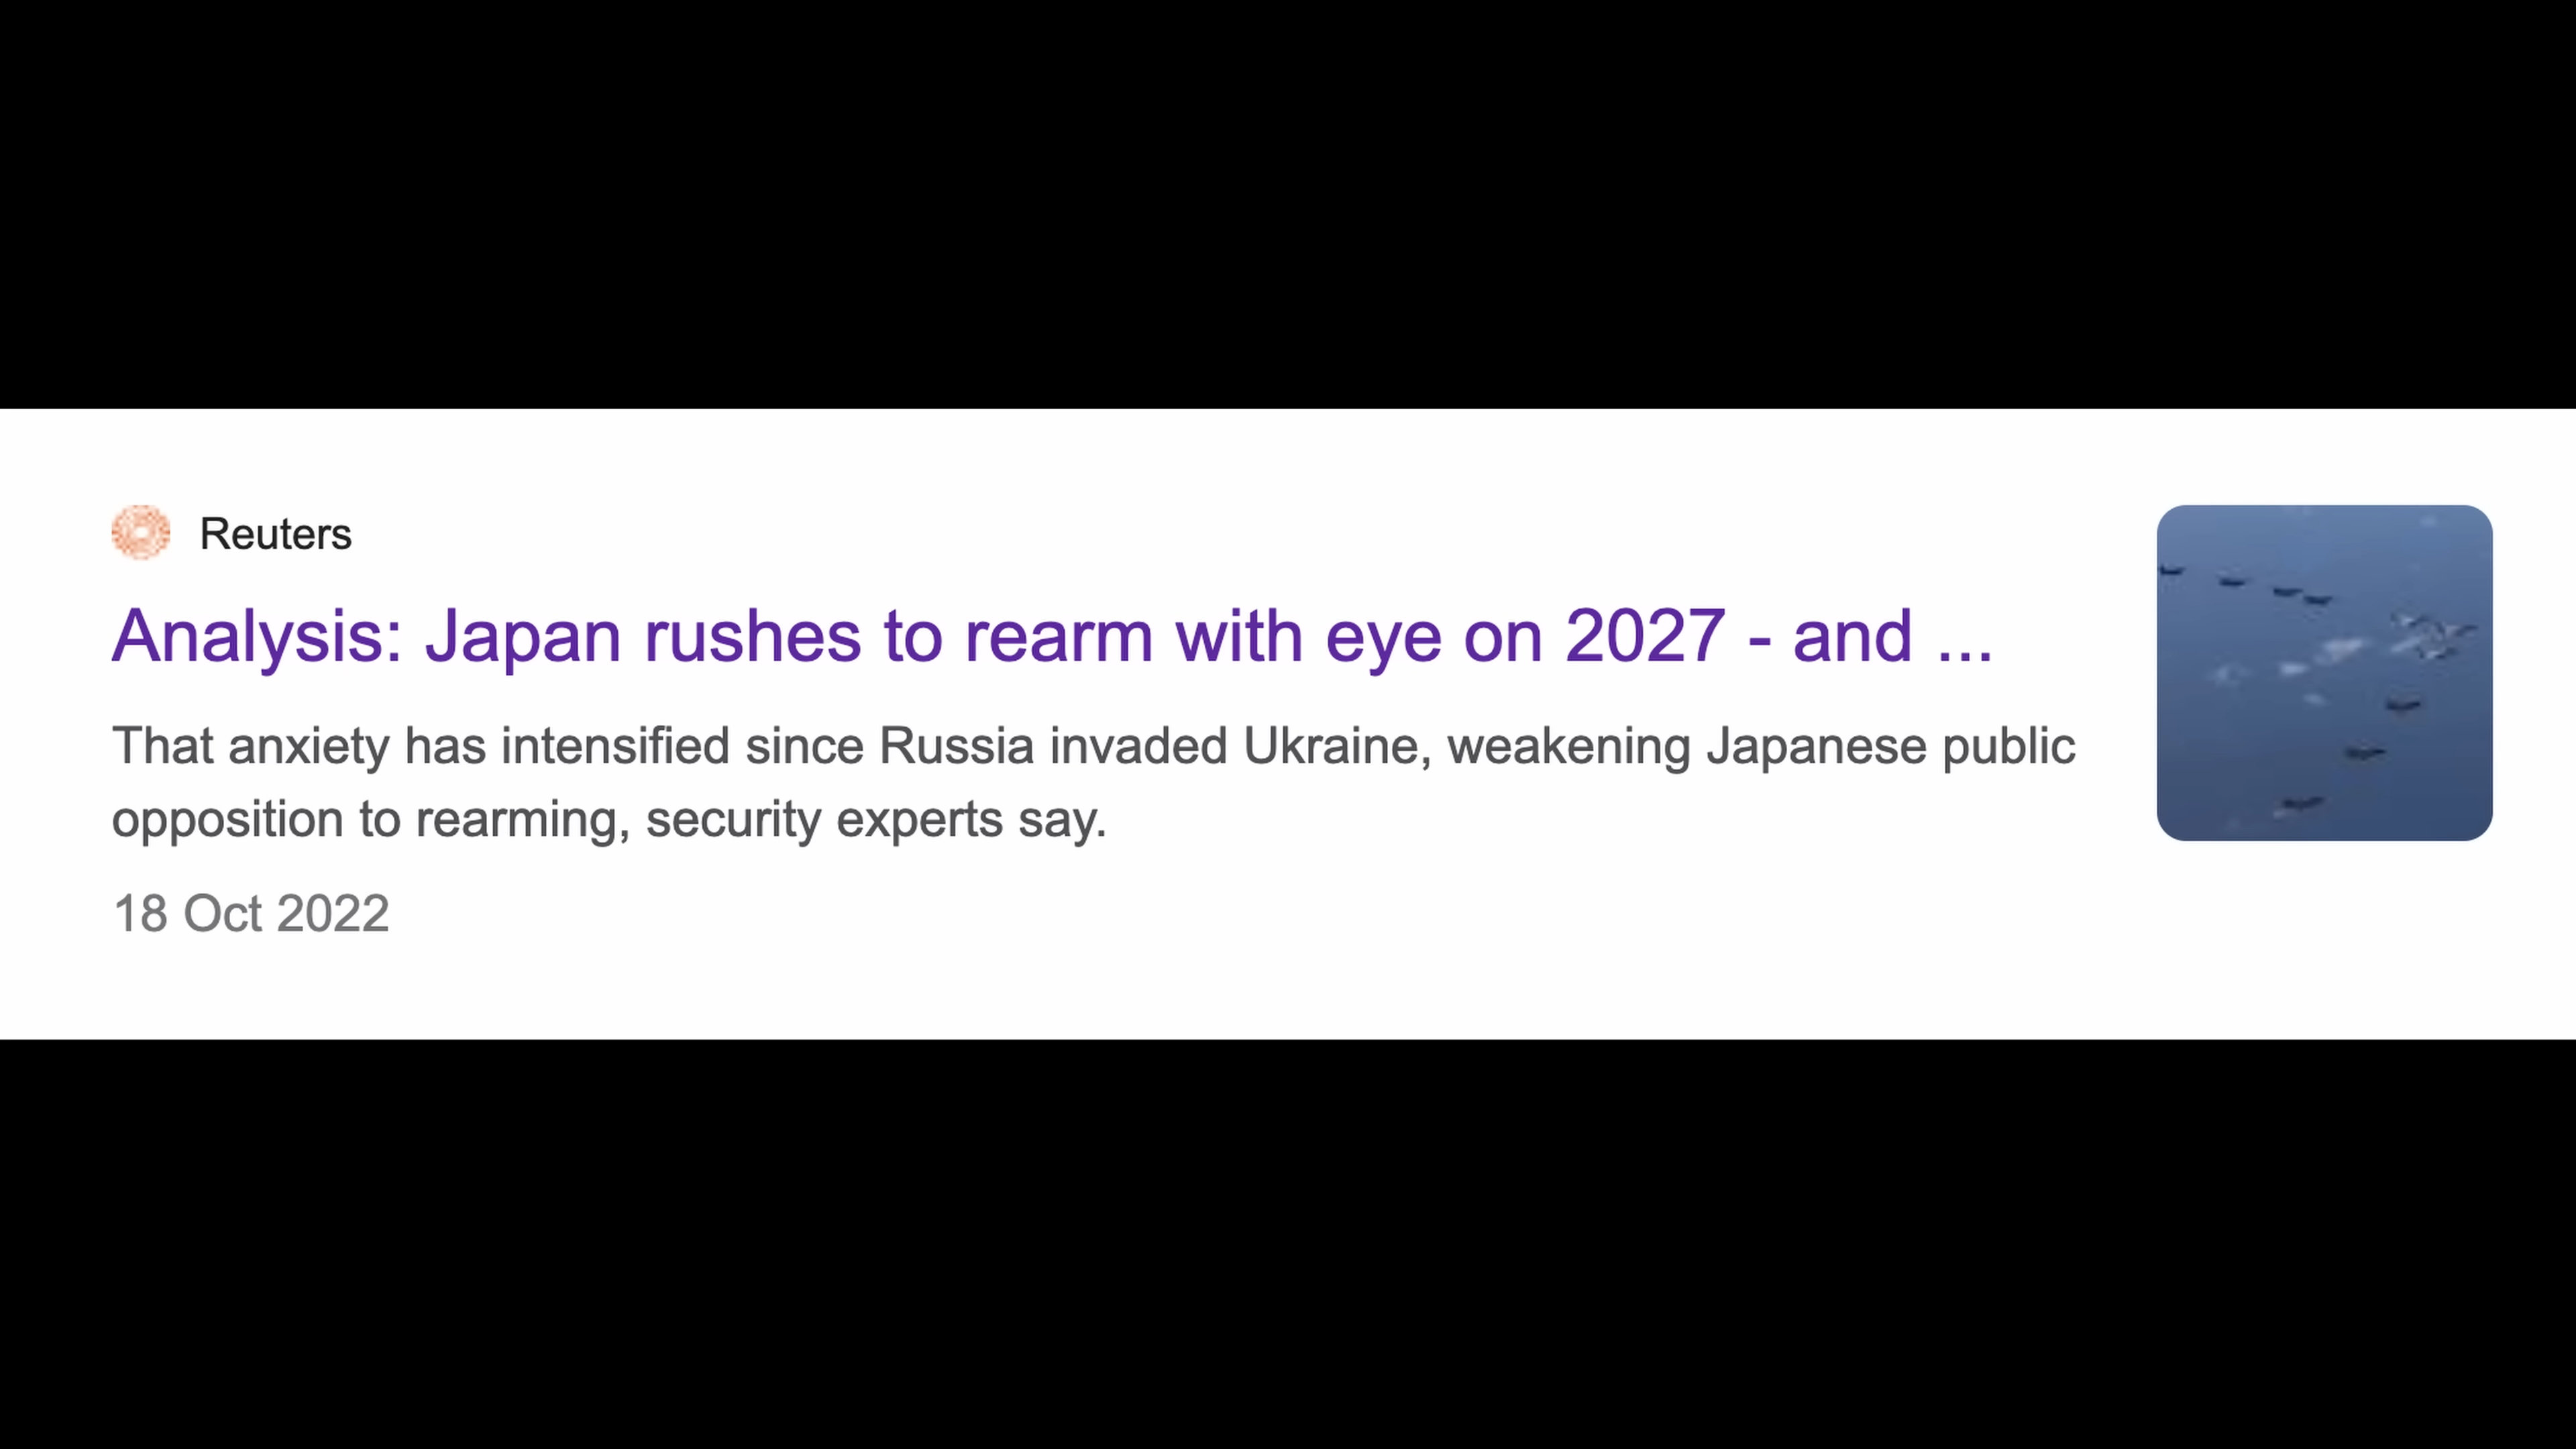 Reuters
Analysis: Japan rushes to rearm with eye on 2027 - and ...
That anxiety has intensified since Russia invaded Ukraine, weakening Japanese public
opposition to rearming, security experts say.
18 Oct 2022